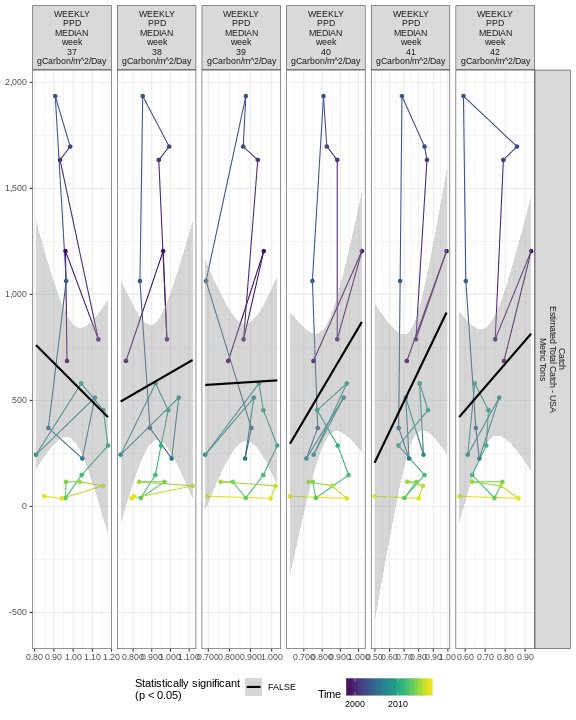 WEEKLY
PPD
MEDIAN
week
37
gCarbon/m^2/Day
WEEKLY
PPD
MEDIAN
week
38
gCarbon/m^2/Day
WEEKLY
PPD
MEDIAN
week
39
gCarbon/m^2/Day
WEEKLY
PPD
MEDIAN
week
40
gCarbon/m^2/Day
WEEKLY
PPD
MEDIAN
week
41
gCarbon/m^2/Day
WEEKLY
PPD
MEDIAN
week
42
gCarbon/m^2/Day
2,000
1,500
1,000
500
0
-500
Catch
Estimated Total Catch - USA
Metric Tons
0.80 0.90 1.00 1.10 1.20
0.800 0.900 1.000 1.100
0.700 0.800 0.900 1.000
0.700 0.800 0.900 1.000
0.50 0.60 0.70 0.80 0.90 1.00
0.60 0.70 0.80 0.90
Statistically significant
(p < 0.05)
FALSE
Time
2000 2010